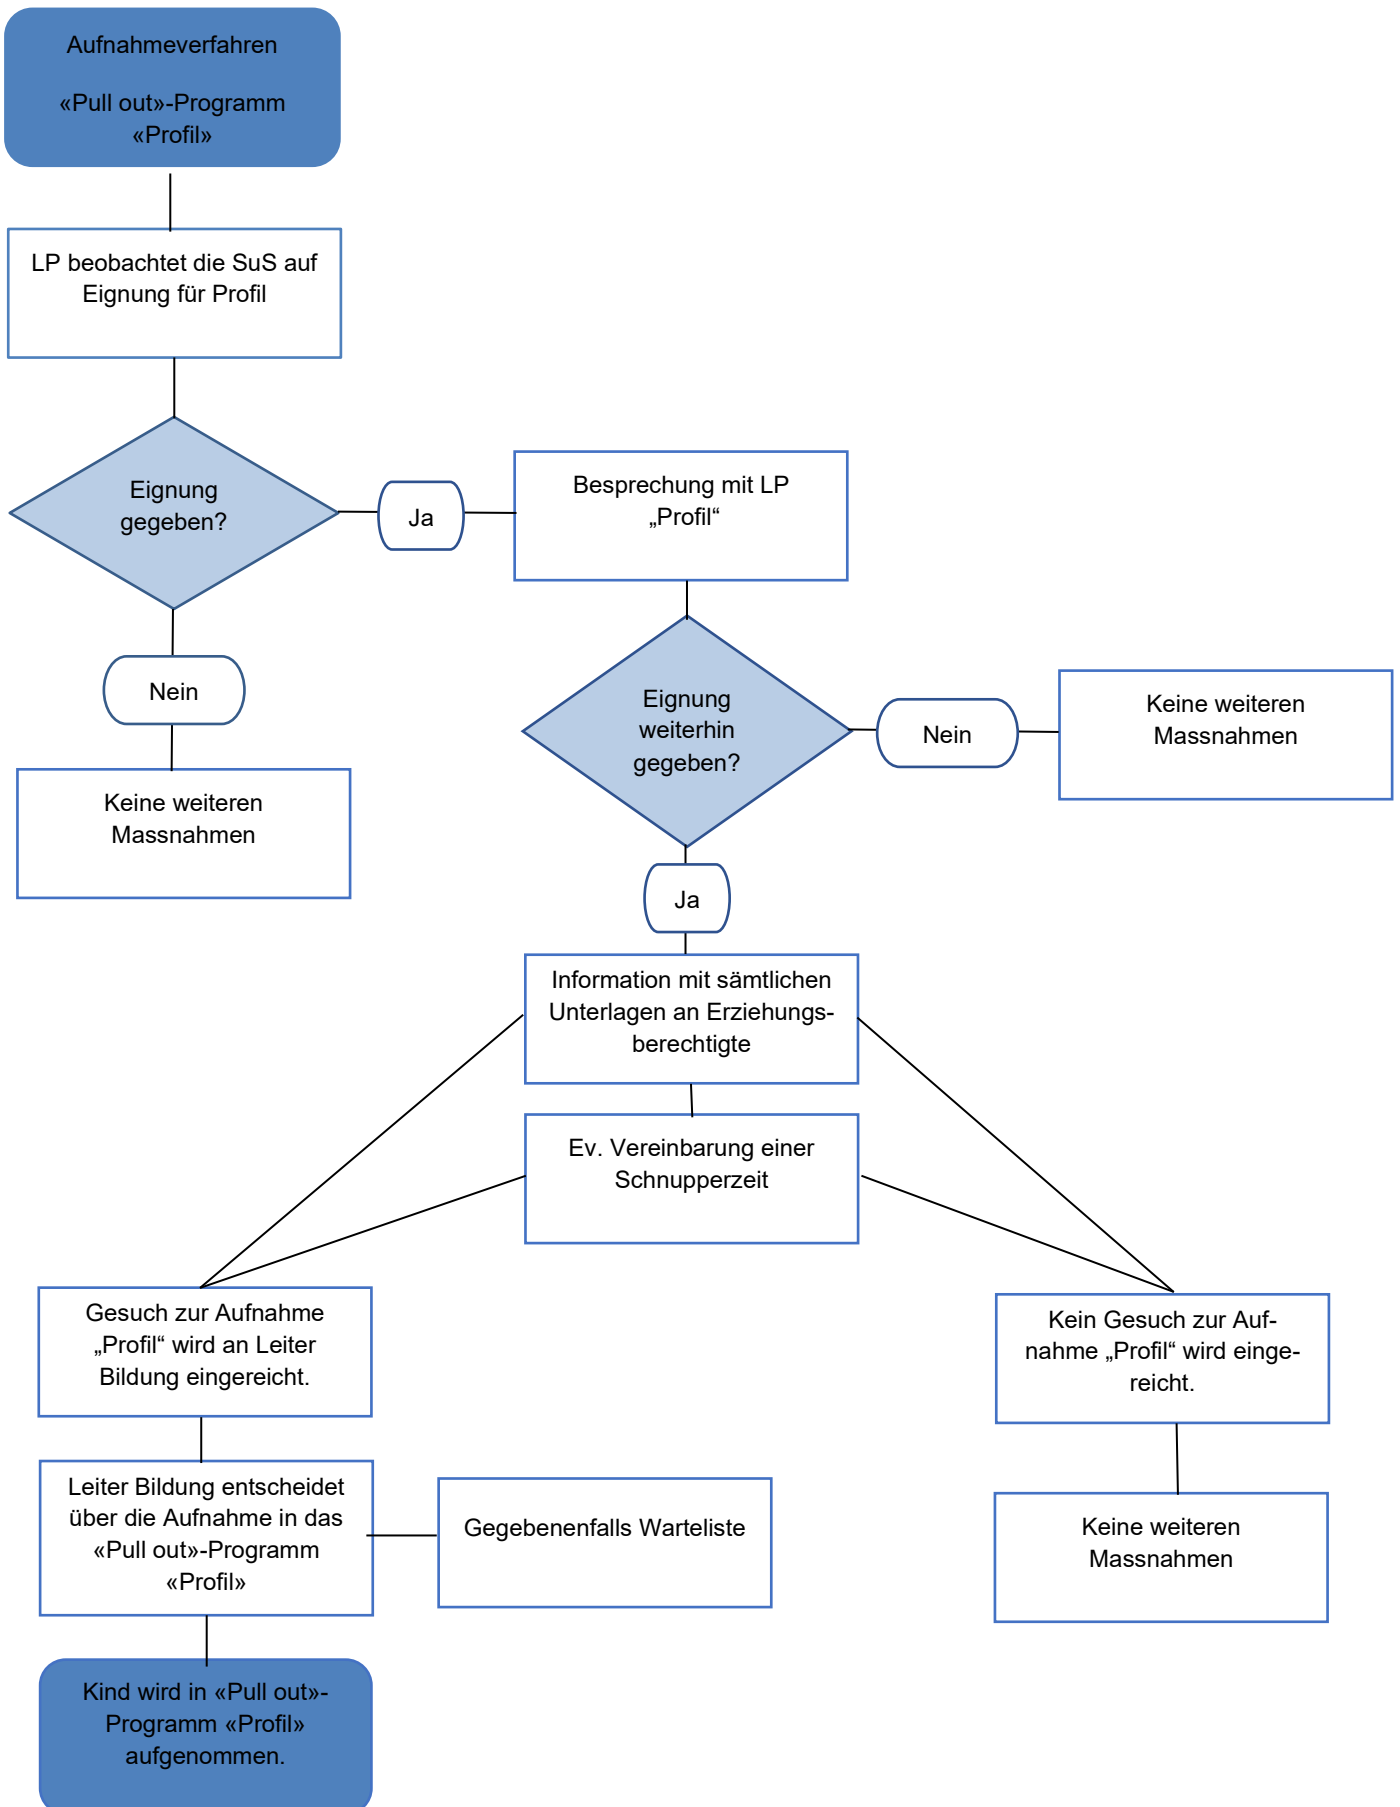 Aufnahmeverfahren
«Pull out»-Programm
«Profil»
LP beobachtet die SuS auf
Eignung für Profil
Eignung
gegeben?
Ja
Besprechung mit LP
„Profil“
Nein
Keine weiteren
Massnahmen
Eignung
weiterhin
gegeben?
Nein
Keine weiteren
Massnahmen
Ja
Information mit sämtlichen
Unterlagen an Erziehungs-
berechtigte
Ev. Vereinbarung einer
Schnupperzeit
Gesuch zur Aufnahme
„Profil“ wird an Leiter
Bildung eingereicht.
Kein Gesuch zur Auf-
nahme „Profil“ wird einge-
reicht.
Leiter Bildung entscheidet
über die Aufnahme in das
«Pull out»-Programm
«Profil»
Gegebenenfalls Warteliste
Keine weiteren
Massnahmen
Kind wird in «Pull out»-
Programm «Profil»
aufgenommen.